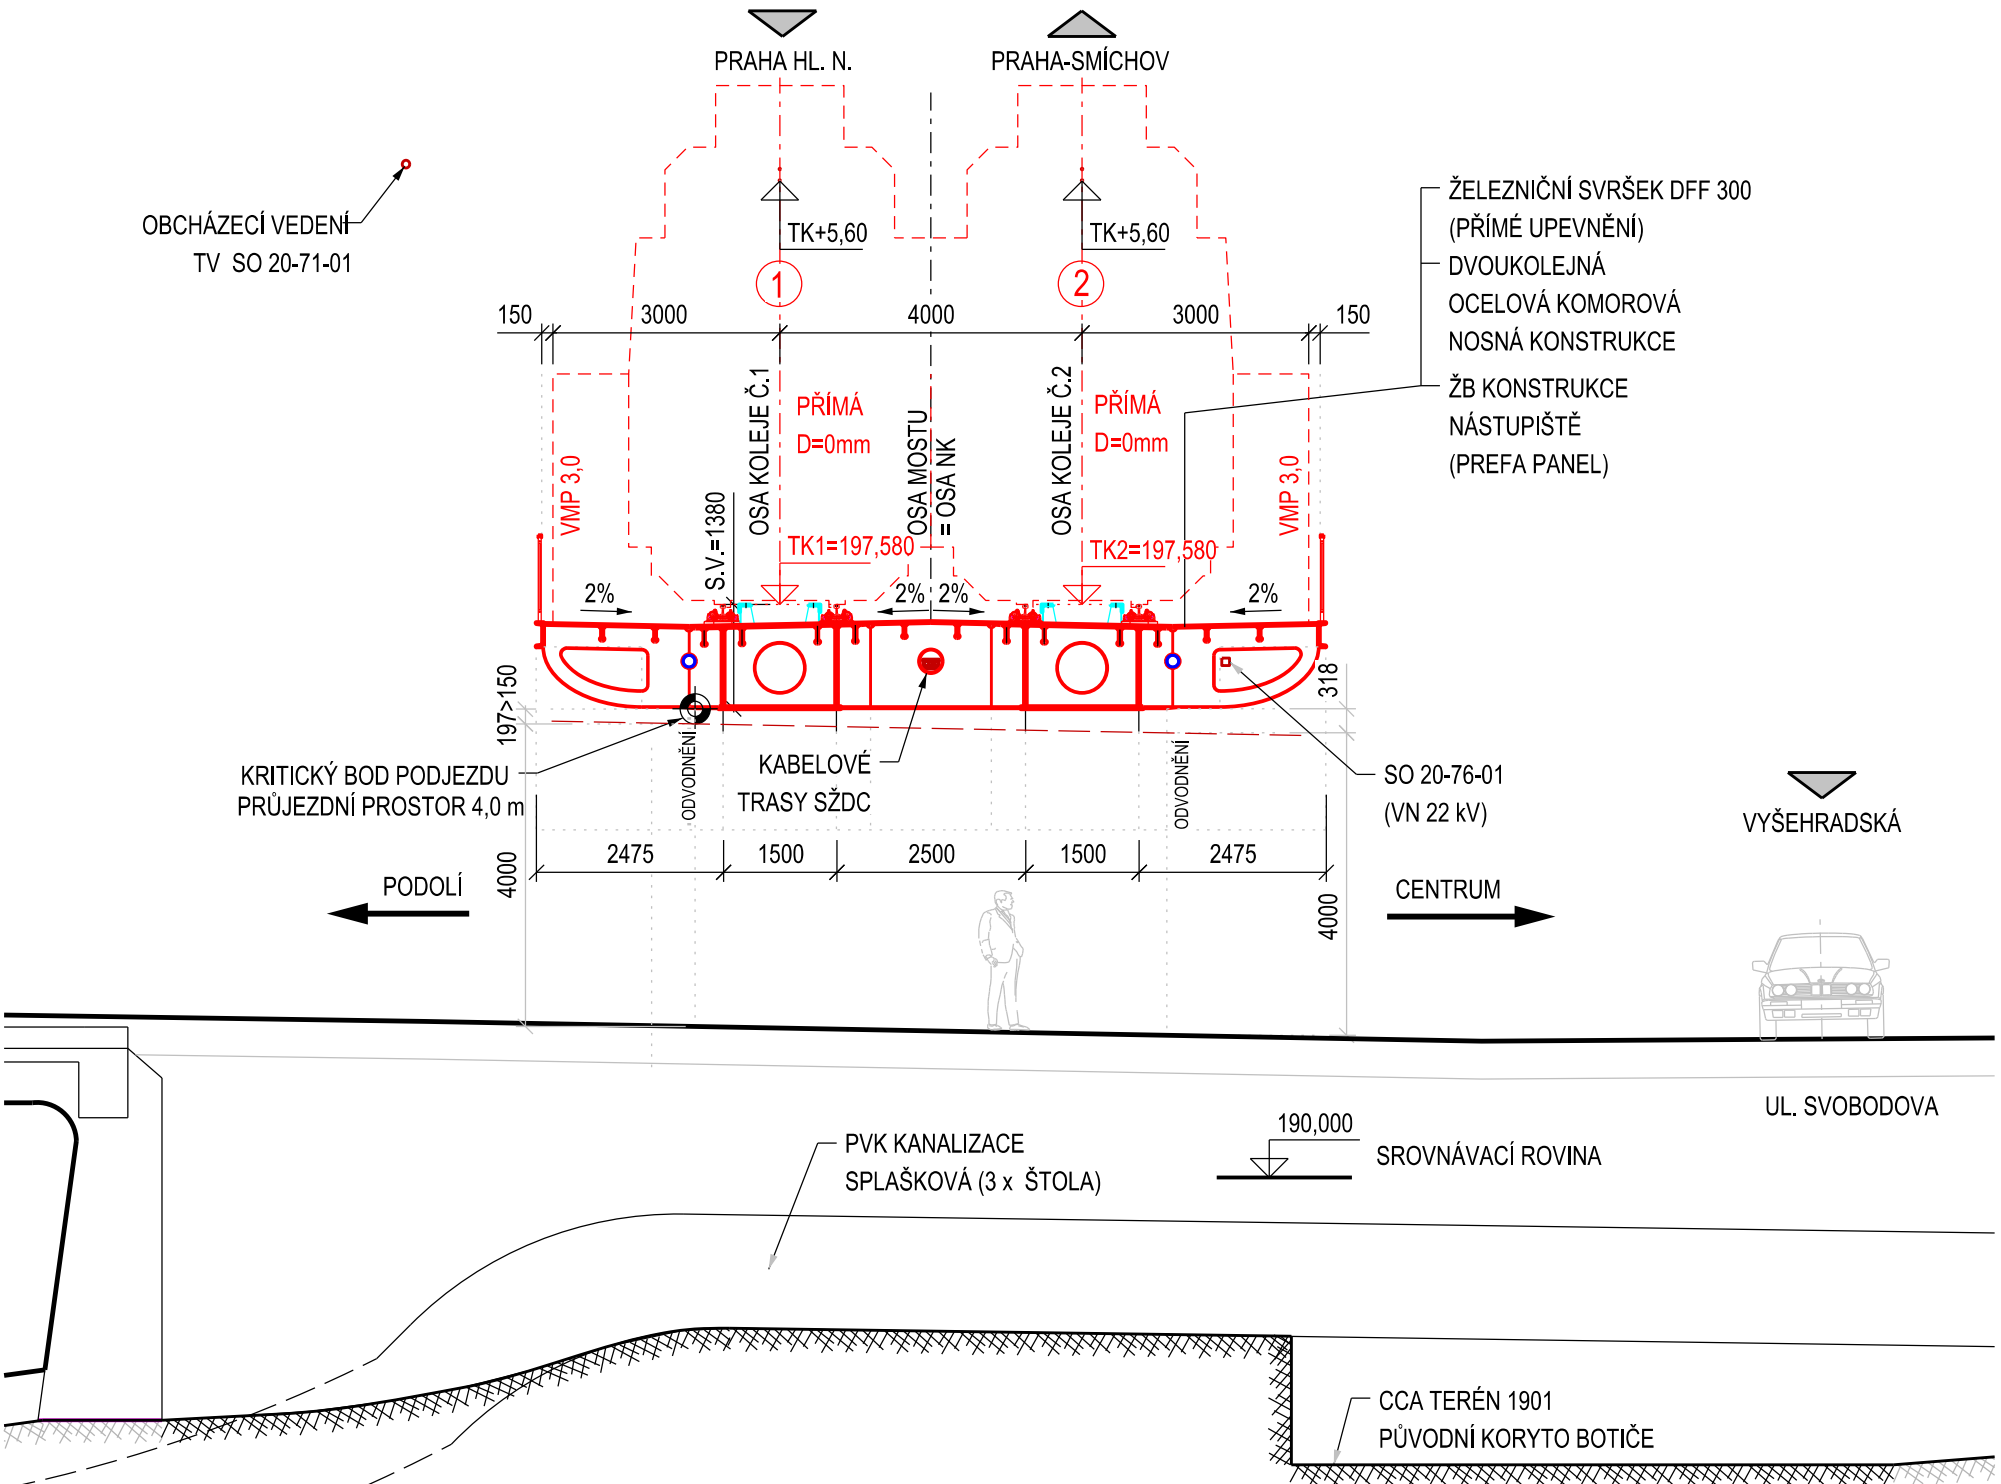 PRAHA HL. N.
PRAHA-SMÍCHOV
OBCHÁZECÍ VEDENÍ
TV SO 20-71-01
TK+5,60
TK+5,60
1
2
150
3000
4000
3000
150
ŽELEZNIČNÍ SVRŠEK DFF 300
(PŘÍMÉ UPEVNĚNÍ)
DVOUKOLEJNÁ
OCELOVÁ KOMOROVÁ
NOSNÁ KONSTRUKCE
ŽB KONSTRUKCE
NÁSTUPIŠTĚ
(PREFA PANEL)
VMP 3,0
S.V.=1380
OSA KOLEJE Č.1
PŘÍMÁ
D=0mm
OSA MOSTU
= OSA NK
OSA KOLEJE Č.2
PŘÍMÁ
D=0mm
VMP 3,0
TK1=197,580
TK2=197,580
2%
2%
2%
2%
197>150
318
KRITICKÝ BOD PODJEZDU
PRŮJEZDNÍ PROSTOR 4,0 m
ODVODNĚNÍ
KABELOVÉ
TRASY SŽDC
ODVODNĚNÍ
SO 20-76-01
(VN 22 kV)
VYŠEHRADSKÁ
2475
1500
2500
1500
2475
4000
4000
PODOLÍ
CENTRUM
UL. SVOBODOVA
PVK KANALIZACE
SPLAŠKOVÁ (3 x ŠTOLA)
190,000
SROVNÁVACÍ ROVINA
CCA TERÉN 1901
PŮVODNÍ KORYTO BOTIČE